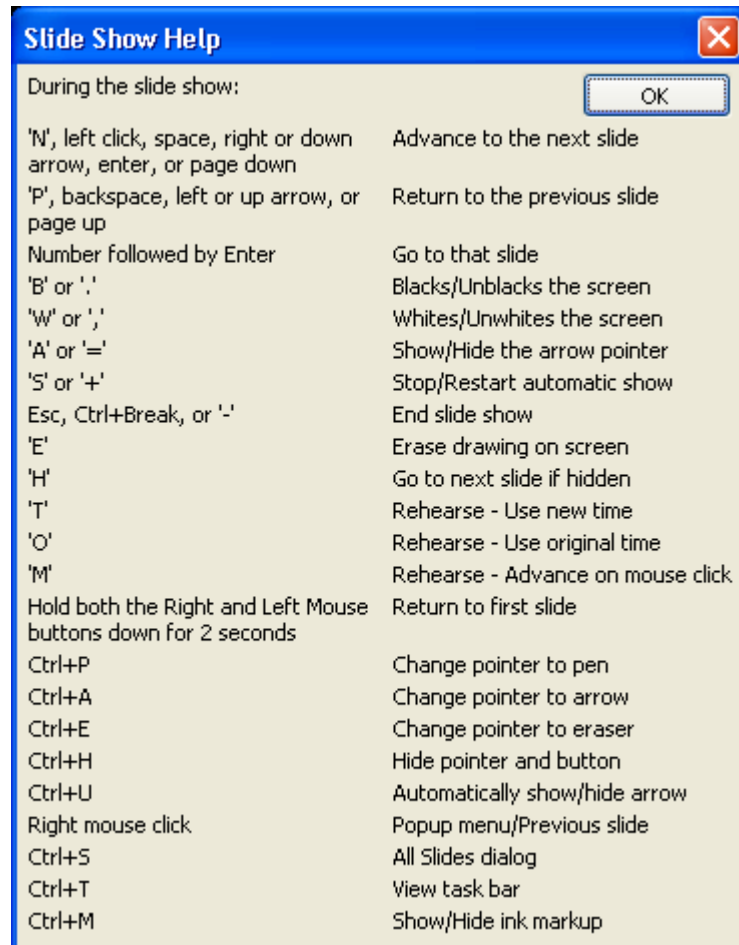 Slide Show Help
During the slide show:
OK
'N', left click, space, right or down Advance to the next slide
arrow, enter, or page down
'P', backspace, left or up arrow, or Return to the previous slide
page up
Number followed by Enter Go to that slide
'B' or '.' Blacks/Unblacks the screen
'W' or ',' Whites/Unwhites the screen
'A' or '=' Show/Hide the arrow pointer
'S' or '+' Stop/Restart automatic show
Esc, Ctrl+Break, or '-' End slide show
'E' Erase drawing on screen
'H' Go to next slide if hidden
'T' Rehearse - Use new time
'O' Rehearse - Use original time
'M' Rehearse - Advance on mouse click
Hold both the Right and Left Mouse Return to first slide
buttons down for 2 seconds
Ctrl+P Change pointer to pen
Ctrl+A Change pointer to arrow
Ctrl+E Change pointer to eraser
Ctrl+H Hide pointer and button
Ctrl+U Automatically show/hide arrow
Right mouse click Popup menu/Previous slide
Ctrl+S All Slides dialog
Ctrl+T View task bar
Ctrl+M Show/Hide ink markup